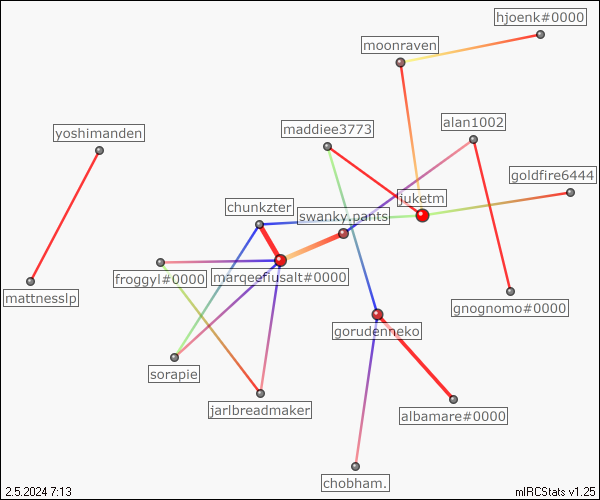 hjoenk#0000
moonraven
alan1002
maddiee3773
yoshimanden
goldfire6444
juketm
chunkzter
swanky.pants
froggyl#0000
marqeefiusalt#0000
mattnesslp
gnognomo#0000
gorudenneko
sorapie
jarlbreadmaker
albamare#0000
chobham.
2.5.2024 7:13
mIRCStats v1.25